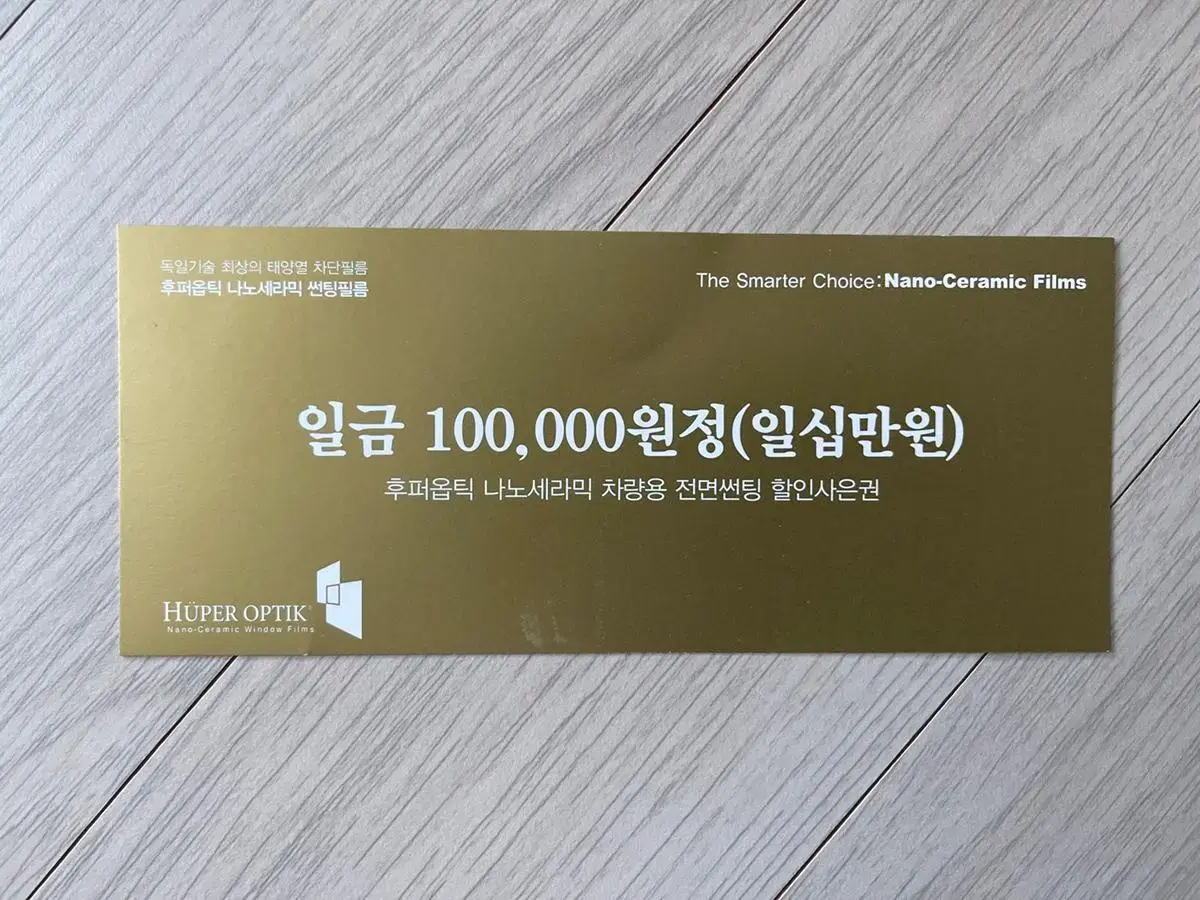 독일기술 최상의 태양열 차단필름
후퍼옵틱 나노세라믹 썬팅필름
The Smarter Choice: Nano-Ceramic Films
일금 100,000원정(일십만원)
후퍼옵틱 나노세라믹 차량용 전면썬팅 할인사은권
HÜPER OPTIK®
Nano-Ceramic Window Films